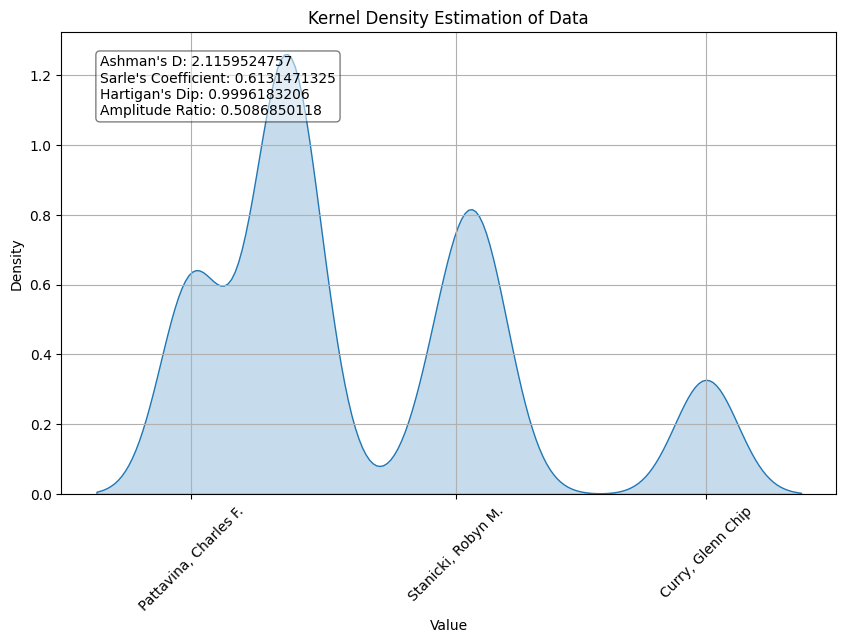 Kernel Density Estimation of Data
Ashman's D: 2.1159524757
Sarle's Coefficient: 0.6131471325
Hartigan's Dip: 0.9996183206
Amplitude Ratio: 0.5086850118
1.2
1.0
0.8
0.6
0.4
0.2
0.0
Density
Pattavina, Charles F.
Stanicki, Robyn M.
Curry, Glenn Chip
Value